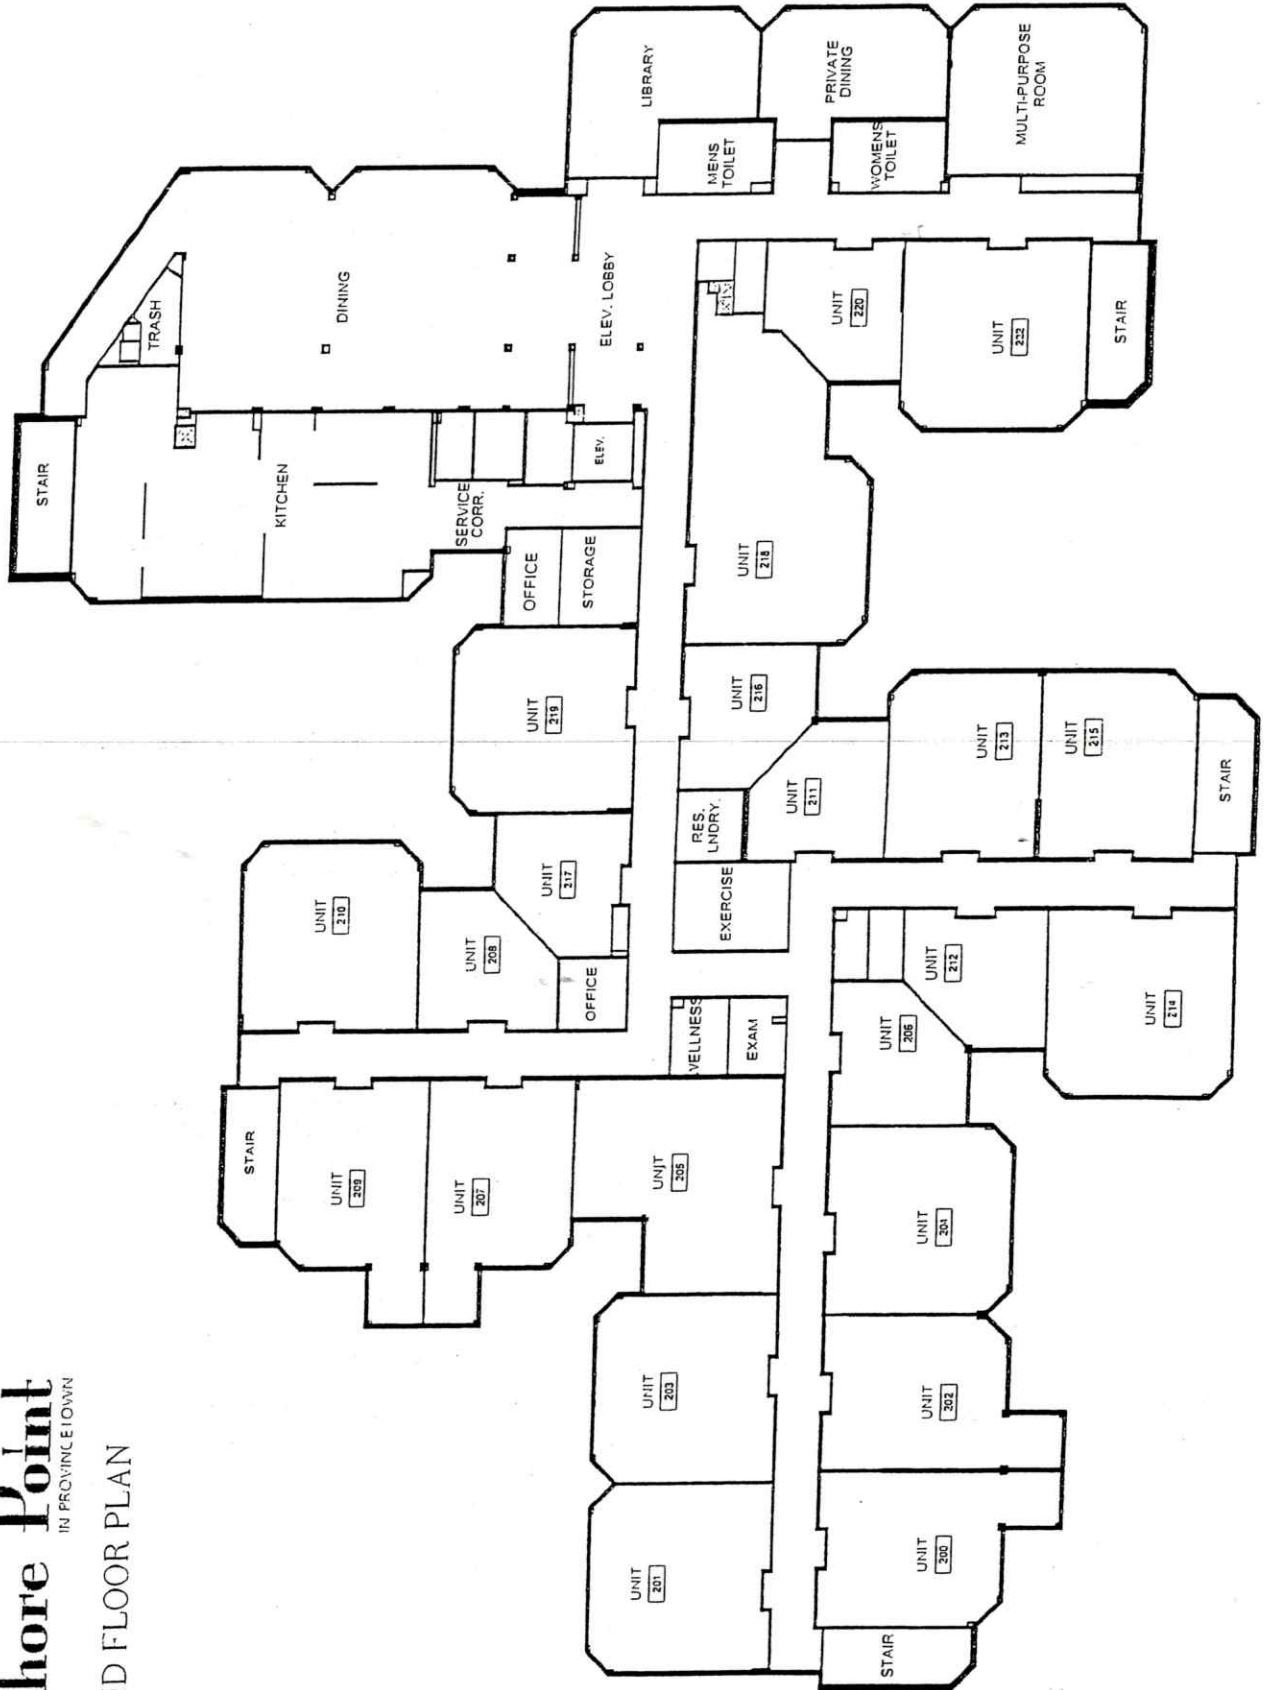 hore Point
IN PROVINCETOWN
D FLOOR PLAN
STAIR
TRASH
KITCHEN
DINING
SERVICE
CORR.
ELEV.
ELEV. LOBBY
OFFICE
STORAGE
LIBRARY
MENS
TOILET
PRIVATE
DINING
WOMENS
TOILET
MULTI-PURPOSE
ROOM
STAIR
UNIT
209
UNIT
207
UNIT
210
UNIT
208
OFFICE
UNIT
217
UNIT
219
UNIT
201
UNIT
203
UNIT
205
VELLNESS
EXAM
EXERCISE
RES.
LNDRY.
UNIT
216
UNIT
218
UNIT
220
UNIT
222
STAIR
UNIT
211
UNIT
213
UNIT
215
STAIR
STAIR
UNIT
200
UNIT
202
UNIT
204
UNIT
206
UNIT
212
UNIT
214